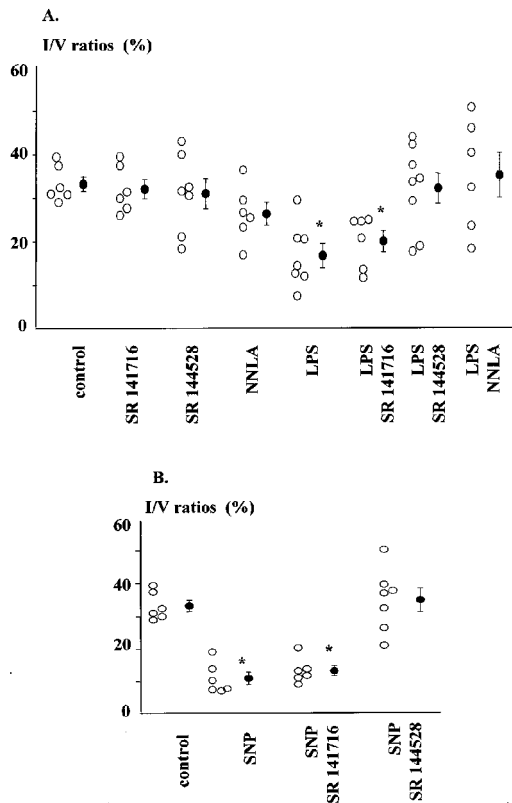 A.
I/V ratios (%)
60
40
20
0
*
*
control
SR 141716
SR 144528
NNLA
LPS
LPS
SR 141716
LPS
SR 144528
LPS
NNLA
B.
I/V ratios (%)
60
40
20
0
*
*
control
SNP
SNP
SR 141716
SNP
SR 144528